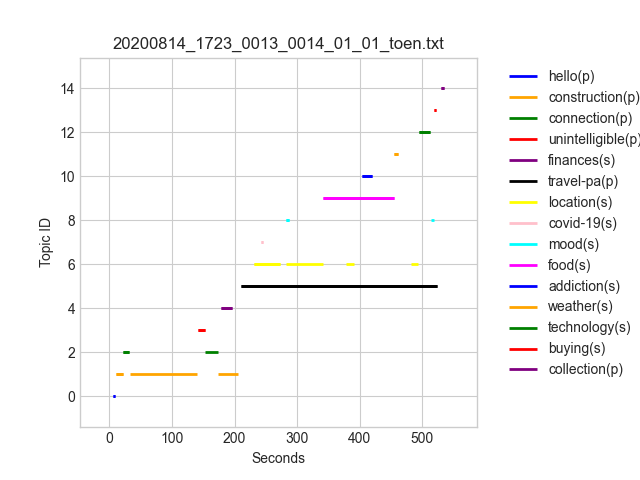 20200814_1723_0013_0014_01_01_toen.txt
14
12
10
8
6
4
2
0
Topic ID
0 100 200 300 400 500
Seconds
hello(p)
construction(p)
connection(p)
unintelligible(p)
finances(s)
travel-pa(p)
location(s)
covid-19(s)
mood(s)
food(s)
addiction(s)
weather(s)
technology(s)
buying(s)
collection(p)